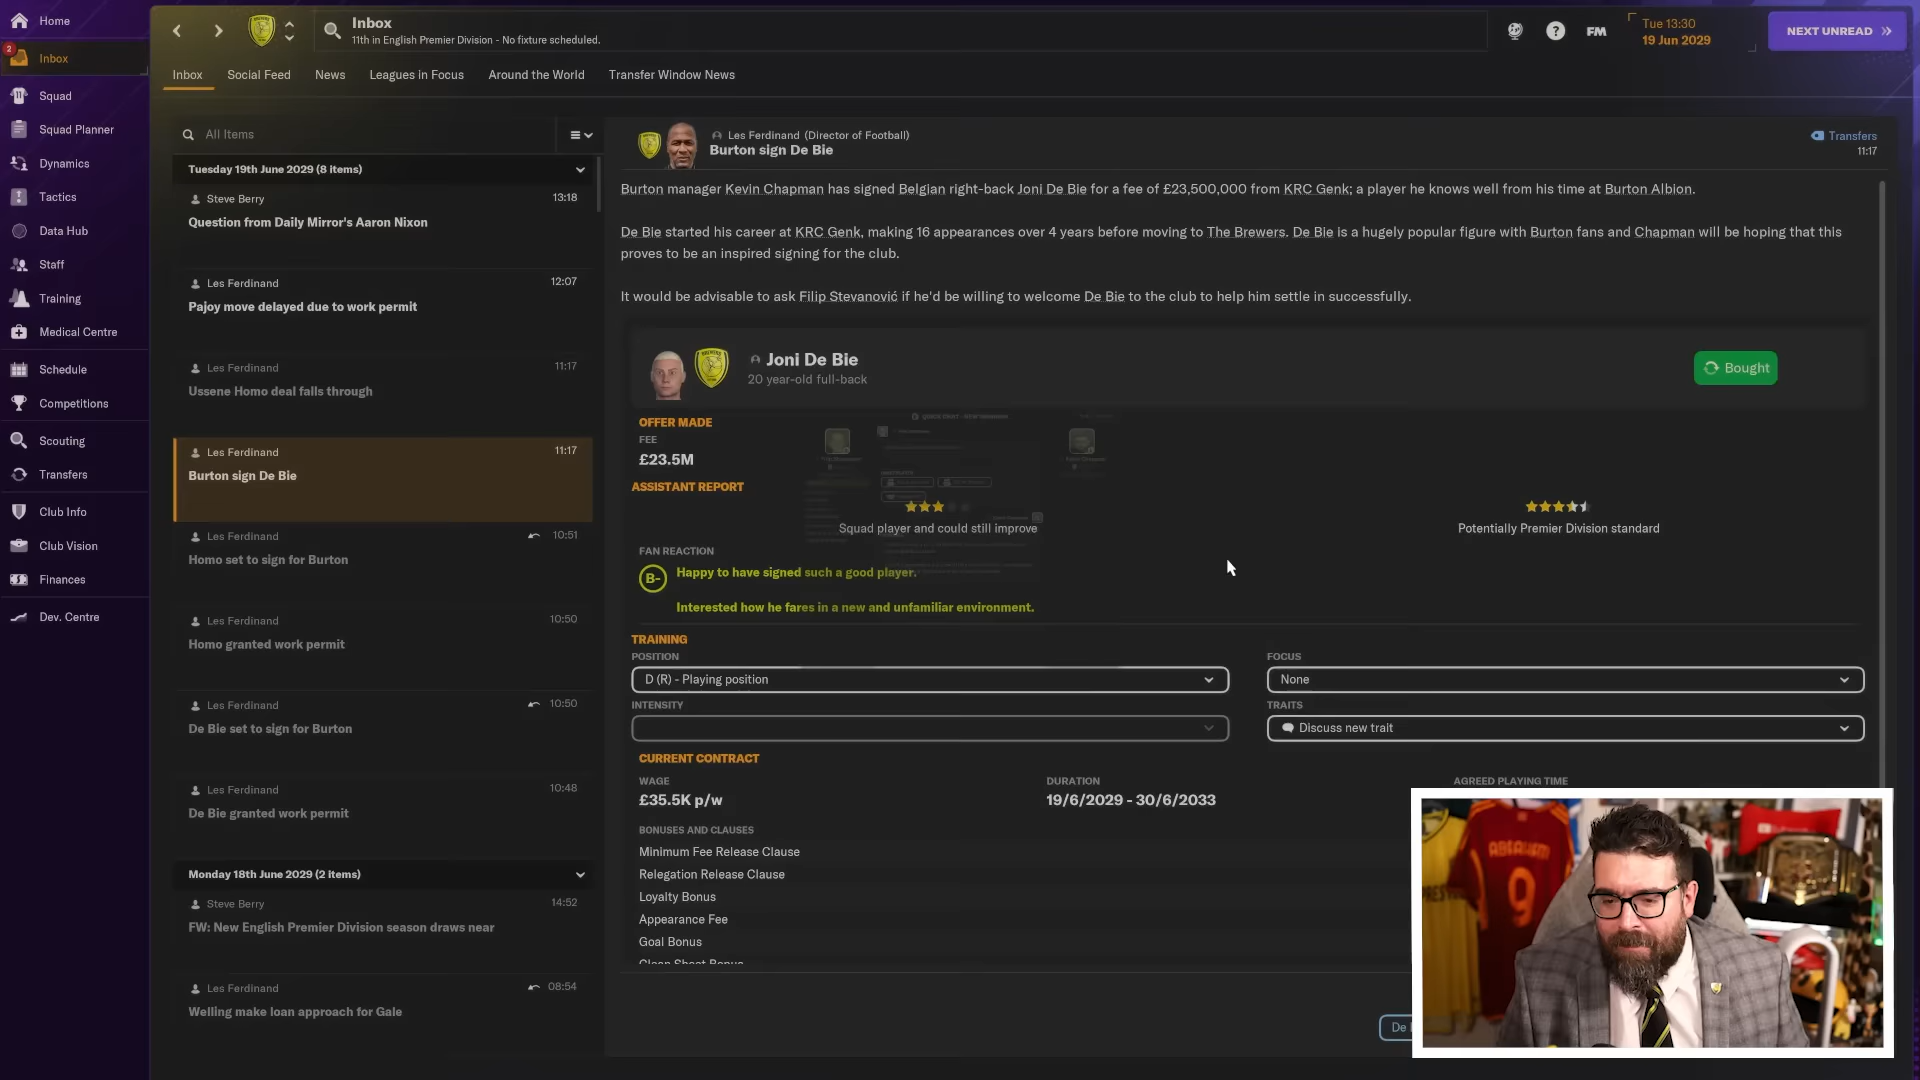 Home
2
Inbox
Squad
Squad Planner
Dynamics
Tactics
Data Hub
Staff
Training
Medical Centre
Schedule
Competitions
Scouting
Transfers
Club Info
Club Vision
Finances
Dev. Centre
Inbox
11th in English Premier Division - No fixture scheduled.
FM
Tue 13:30
19 Jun 2029
NEXT UNREAD
Inbox
Social Feed
News
Leagues in Focus
Around the World
Transfer Window News
All Items
Tuesday 19th June 2029 (8 items)
Steve Berry
13:18
Question from Daily Mirror's Aaron Nixon
Les Ferdinand
12:07
Pajoy move delayed due to work permit
Les Ferdinand
11:17
Ussene Homo deal falls through
Les Ferdinand
11:17
Burton sign De Bie
Les Ferdinand
10:51
Homo set to sign for Burton
Les Ferdinand
10:50
Homo granted work permit
Les Ferdinand
10:50
De Bie set to sign for Burton
Les Ferdinand
10:48
De Bie granted work permit
Monday 18th June 2029 (2 items)
Steve Berry
14:52
FW: New English Premier Division season draws near
Les Ferdinand
08:54
Welling make loan approach for Gale
Les Ferdinand (Director of Football)
Burton sign De Bie
Transfers
11:17
Burton manager Kevin Chapman has signed Belgian right-back Joni De Bie for a fee of £23,500,000 from KRC Genk; a player he knows well from his time at Burton Albion.
De Bie started his career at KRC Genk, making 16 appearances over 4 years before moving to The Brewers. De Bie is a hugely popular figure with Burton fans and Chapman will be hoping that this
proves to be an inspired signing for the club.
It would be advisable to ask Filip Stevanović if he'd be willing to welcome De Bie to the club to help him settle in successfully.
Joni De Bie
20 year-old full-back
Bought
OFFER MADE
FEE
£23.5M
ASSISTANT REPORT
Squad player and could still improve
Potentially Premier Division standard
FAN REACTION
B-
Happy to have signed such a good player.
Interested how he fares in a new and unfamiliar environment.
TRAINING
POSITION
FOCUS
D (R) - Playing position
None
INTENSITY
TRAITS
Discuss new trait
CURRENT CONTRACT
WAGE
DURATION
AGREED PLAYING TIME
£35.5K p/w
19/6/2029 - 30/6/2033
BONUSES AND CLAUSES
Minimum Fee Release Clause
Relegation Release Clause
Loyalty Bonus
Appearance Fee
Goal Bonus
Clean Sheet Bonus
De
ABRAHAM
9